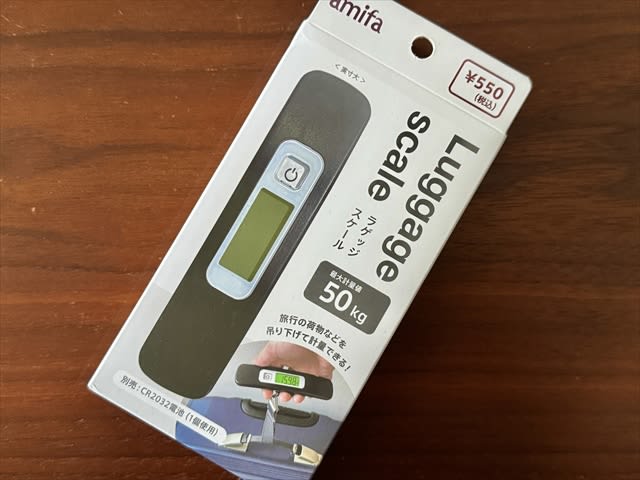 amifa
¥550
(税込)
<実寸大>
Luggage
scale
ラゲッジ
スケール
最大計量値
50kg
旅行の荷物などを
吊り下げて計量できる!
別売:CR2032電池(1個使用)